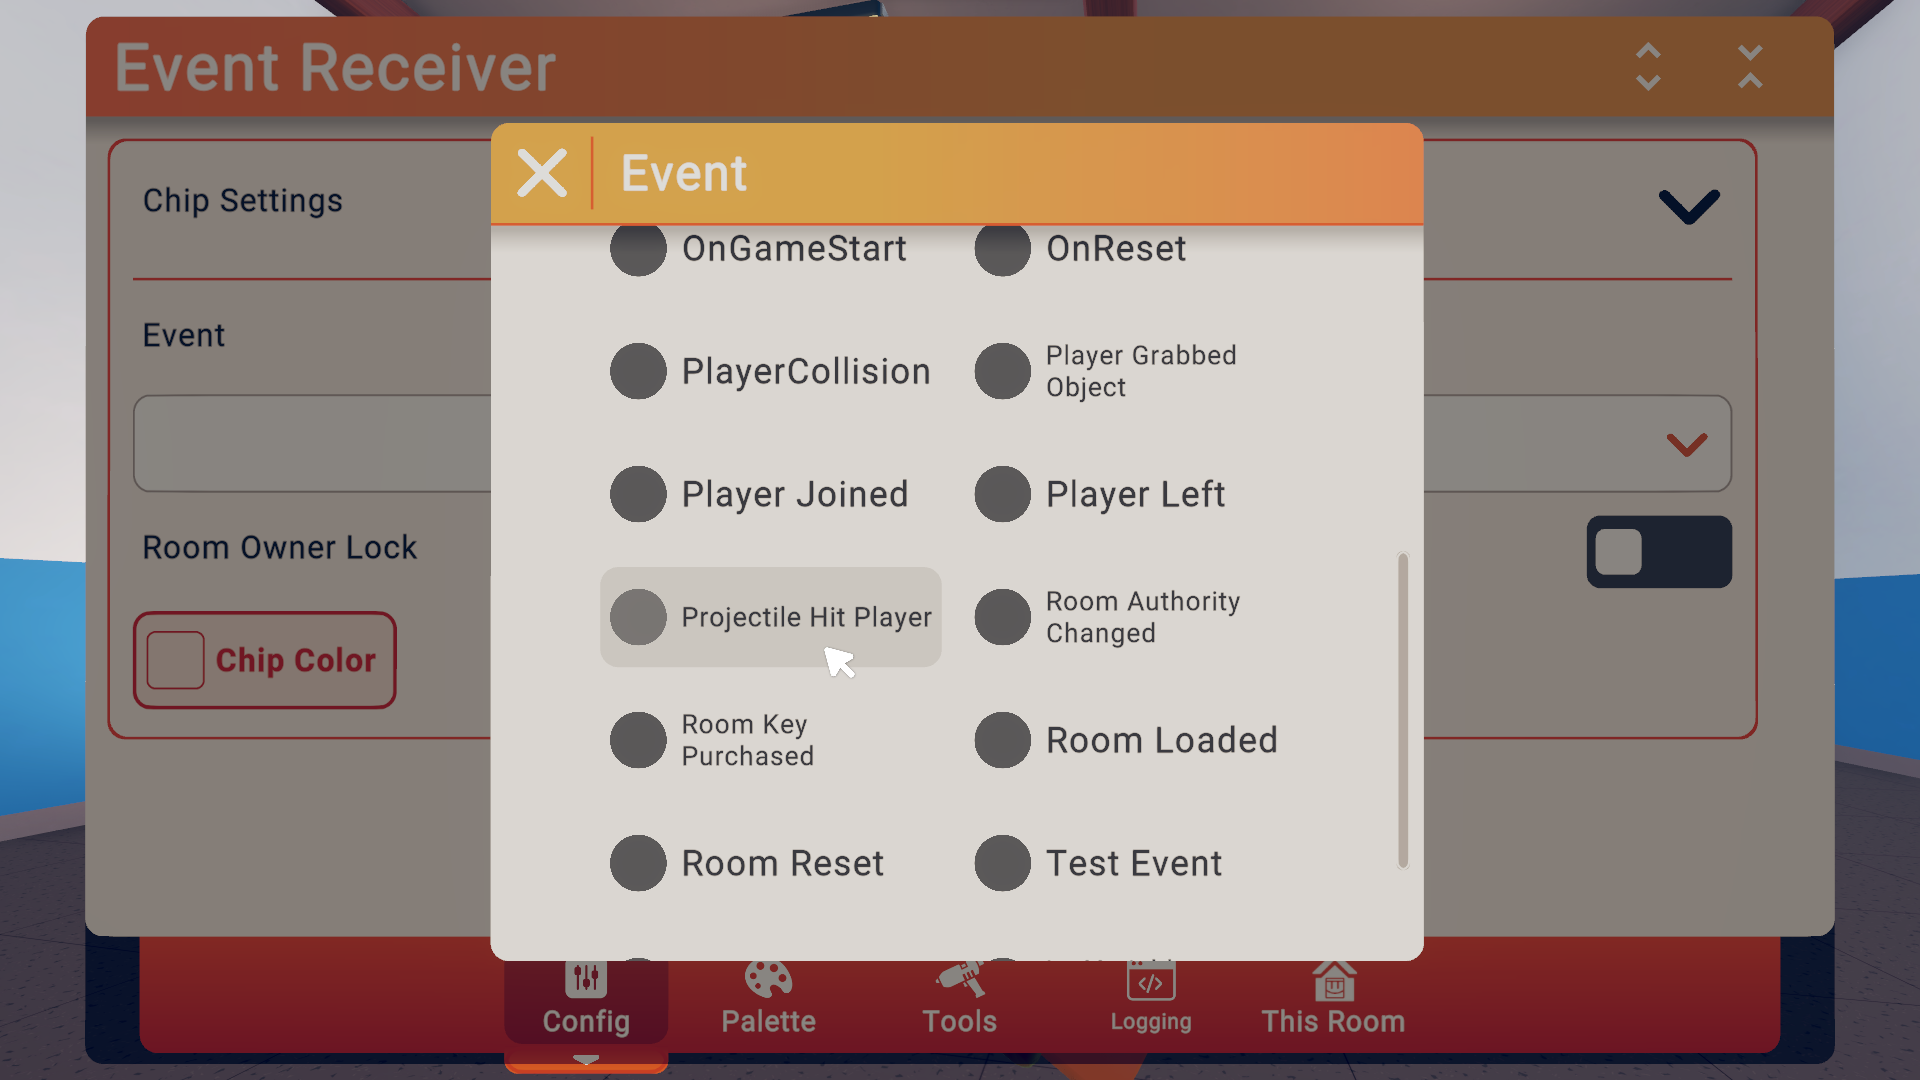 Event Receiver
Event
Chip Settings
OnGameStart
OnReset
Event
PlayerCollision
Player Grabbed
Object
Player Joined
Player Left
Room Owner Lock
Projectile Hit Player
Room Authority
Changed
Chip Color
Room Key
Purchased
Room Loaded
Room Reset
Test Event
Config
Palette
Tools
Logging
This Room